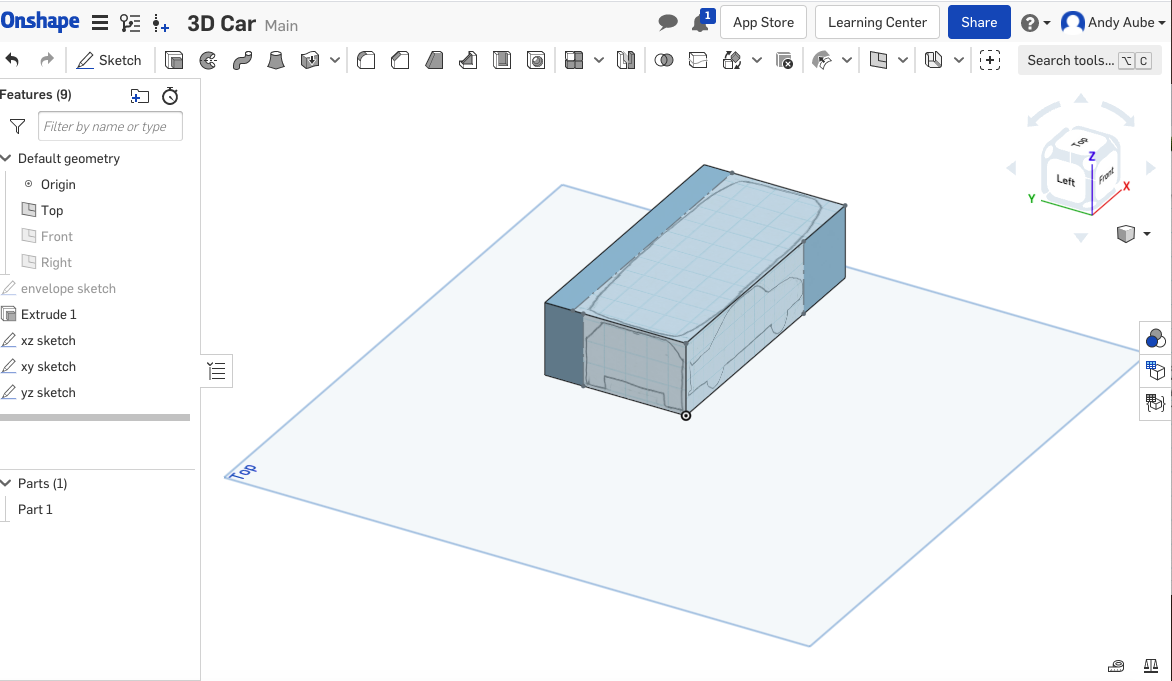 Onshape 3D Car Main 1 App Store Learning Center Share Andy Aube
Sketch Search tools... ⌥ C
Features (9)
Filter by name or type
Default geometry
Origin
Top
Front
Right
envelope sketch
Extrude 1
xz sketch
xy sketch
yz sketch
Parts (1)
Part 1
Top
Top
Z
Left
Front
X
Y